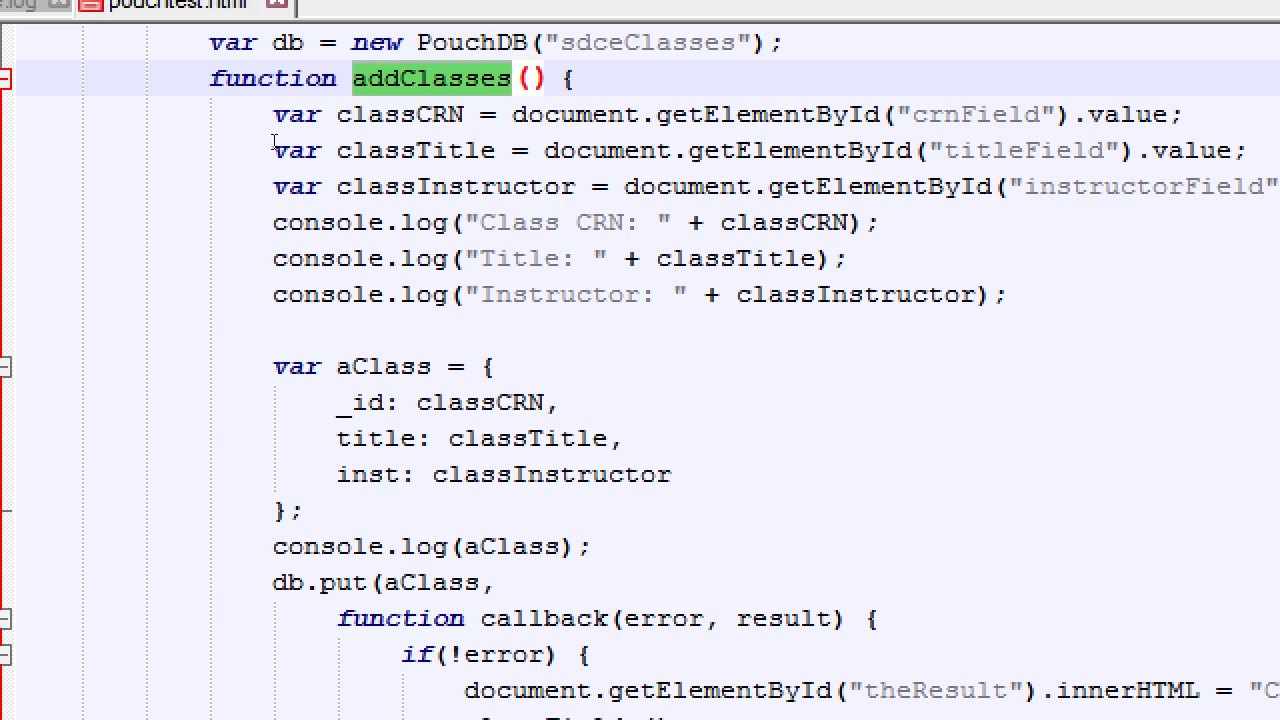 .log pouchtest.html
var db = new PouchDB("sdceClasses");
function addClasses() {
var classCRN = document.getElementById("crnField").value;
var classTitle = document.getElementById("titleField").value;
var classInstructor = document.getElementById("instructorField"
console.log("Class CRN: " + classCRN);
console.log("Title: " + classTitle);
console.log("Instructor: " + classInstructor);
var aClass = {
_id: classCRN,
title: classTitle,
inst: classInstructor
};
console.log(aClass);
db.put(aClass,
function callback(error, result) {
if(!error) {
document.getElementById("theResult").innerHTML = "C